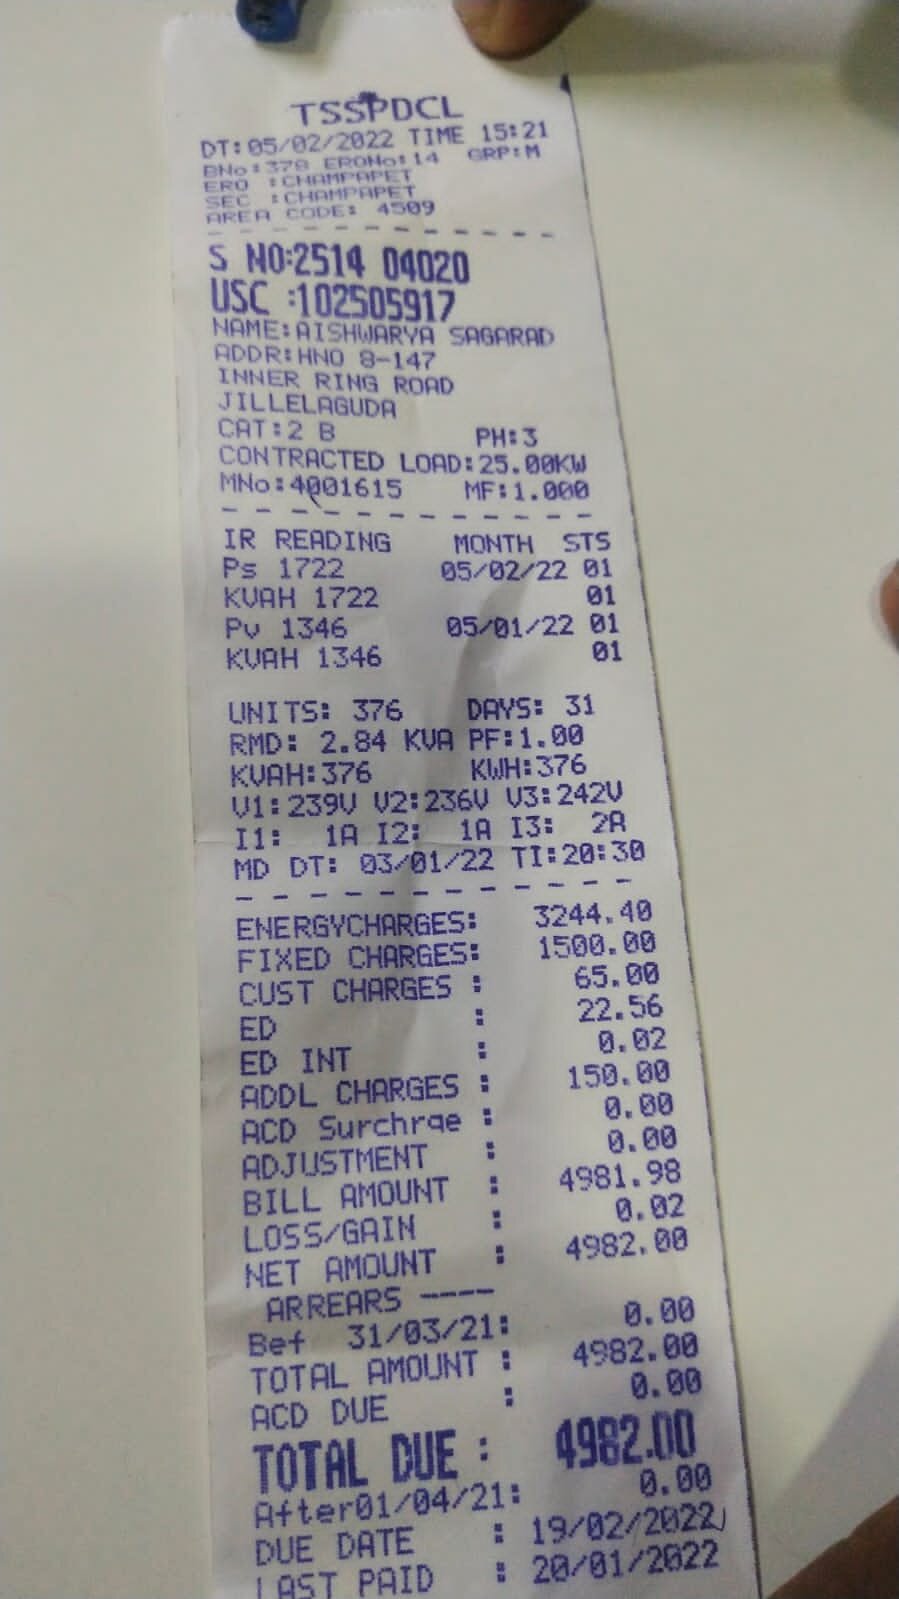 TSSPDCL
DT:05/02/2022 TIME 15:21
BNo:378 ERONo:14 GRP:M
ERO :CHAMPAPET
SEC :CHAMPAPET
AREA CODE: 4509
S NO:2514 04020
USC :102505917
NAME:AISHWARYA SAGARAD
ADDR:HNO 8-147
INNER RING ROAD
JILLELAGUDA
CAT:2 B PH:3
CONTRACTED LOAD:25.00KW
MNo:4001615 MF:1.000
IR READING MONTH STS
Ps 1722 05/02/22 01
KVAH 1722 01
Pv 1346 05/01/22 01
KVAH 1346 01
UNITS: 376 DAYS: 31
RMD: 2.84 KVA PF:1.00
KVAH:376 KWH:376
V1:239V V2:236V V3:242V
I1: 1A I2: 1A I3: 2A
MD DT: 03/01/22 TI:20:30
ENERGYCHARGES: 3244.40
FIXED CHARGES: 1500.00
CUST CHARGES : 65.00
ED : 22.56
ED INT : 0.02
ADDL CHARGES : 150.00
ACD Surchrge : 0.00
ADJUSTMENT : 0.00
BILL AMOUNT : 4981.98
LOSS/GAIN : 0.02
NET AMOUNT : 4982.00
ARREARS ----
Bef 31/03/21: 0.00
TOTAL AMOUNT : 4982.00
ACD DUE : 0.00
TOTAL DUE : 4982.00
After01/04/21: 0.00
DUE DATE : 19/02/2022
LAST PAID : 20/01/2022